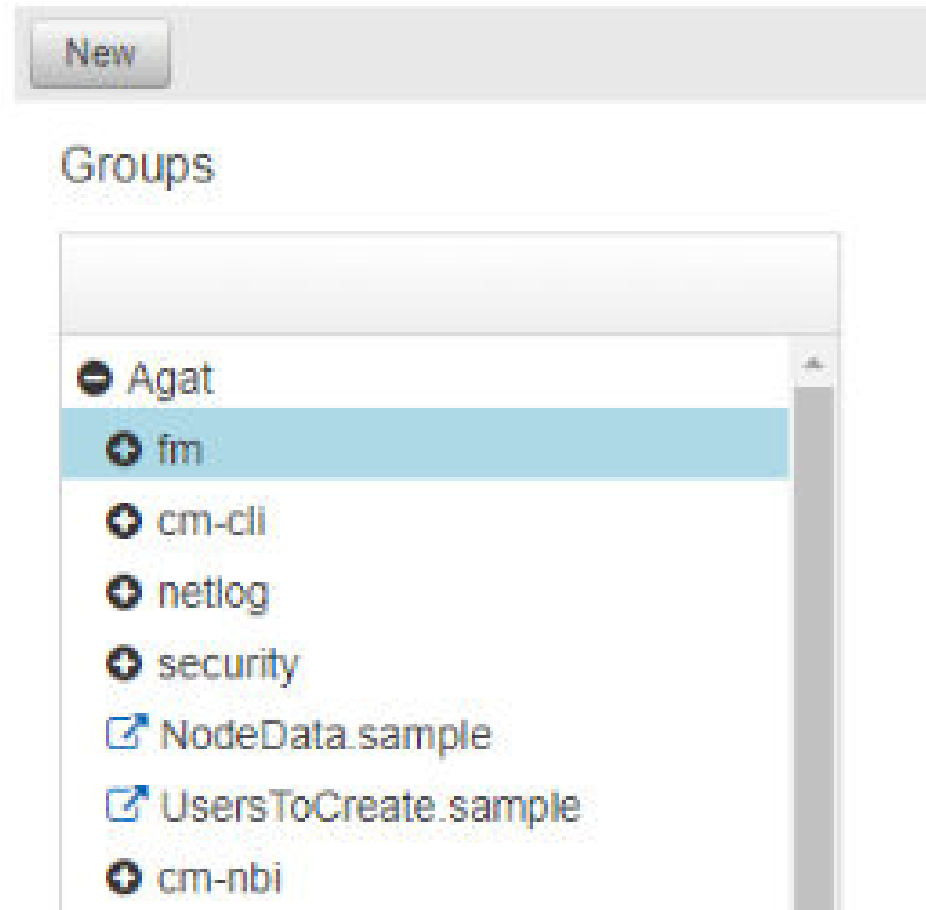 New
Groups
Agat
fm
cm-cli
netlog
security
NodeData.sample
UsersToCreate.sample
cm-nbi